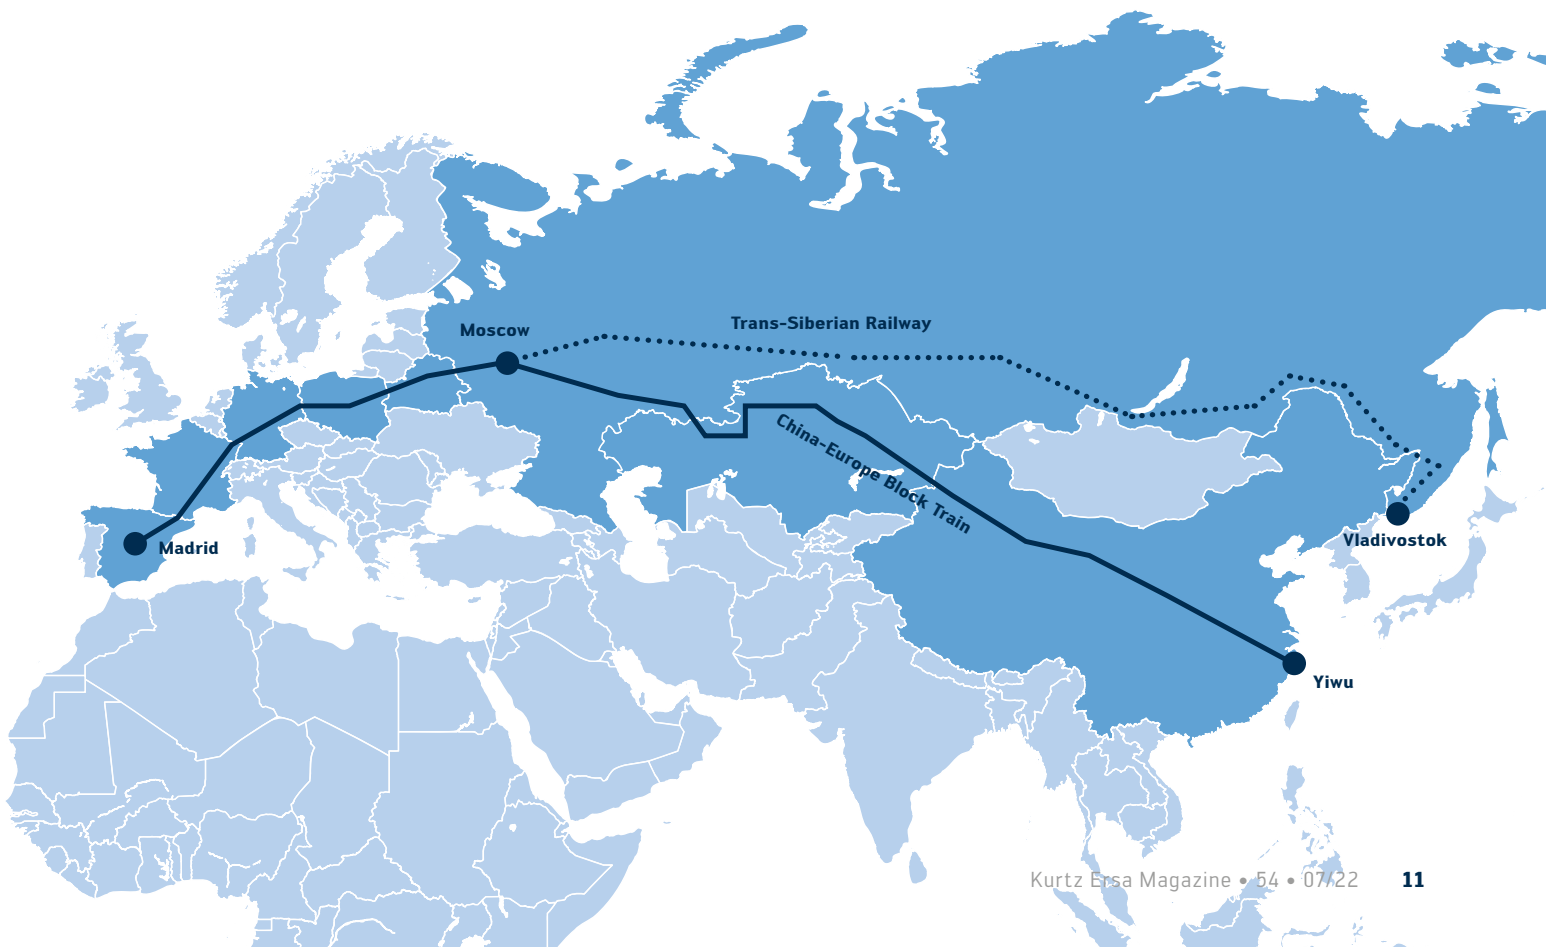 Trans-Siberian Railway
Moscow
China-Europe Block Train
Madrid
Vladivostok
Yiwu
Kurtz Ersa Magazine • 54 • 07/22 11